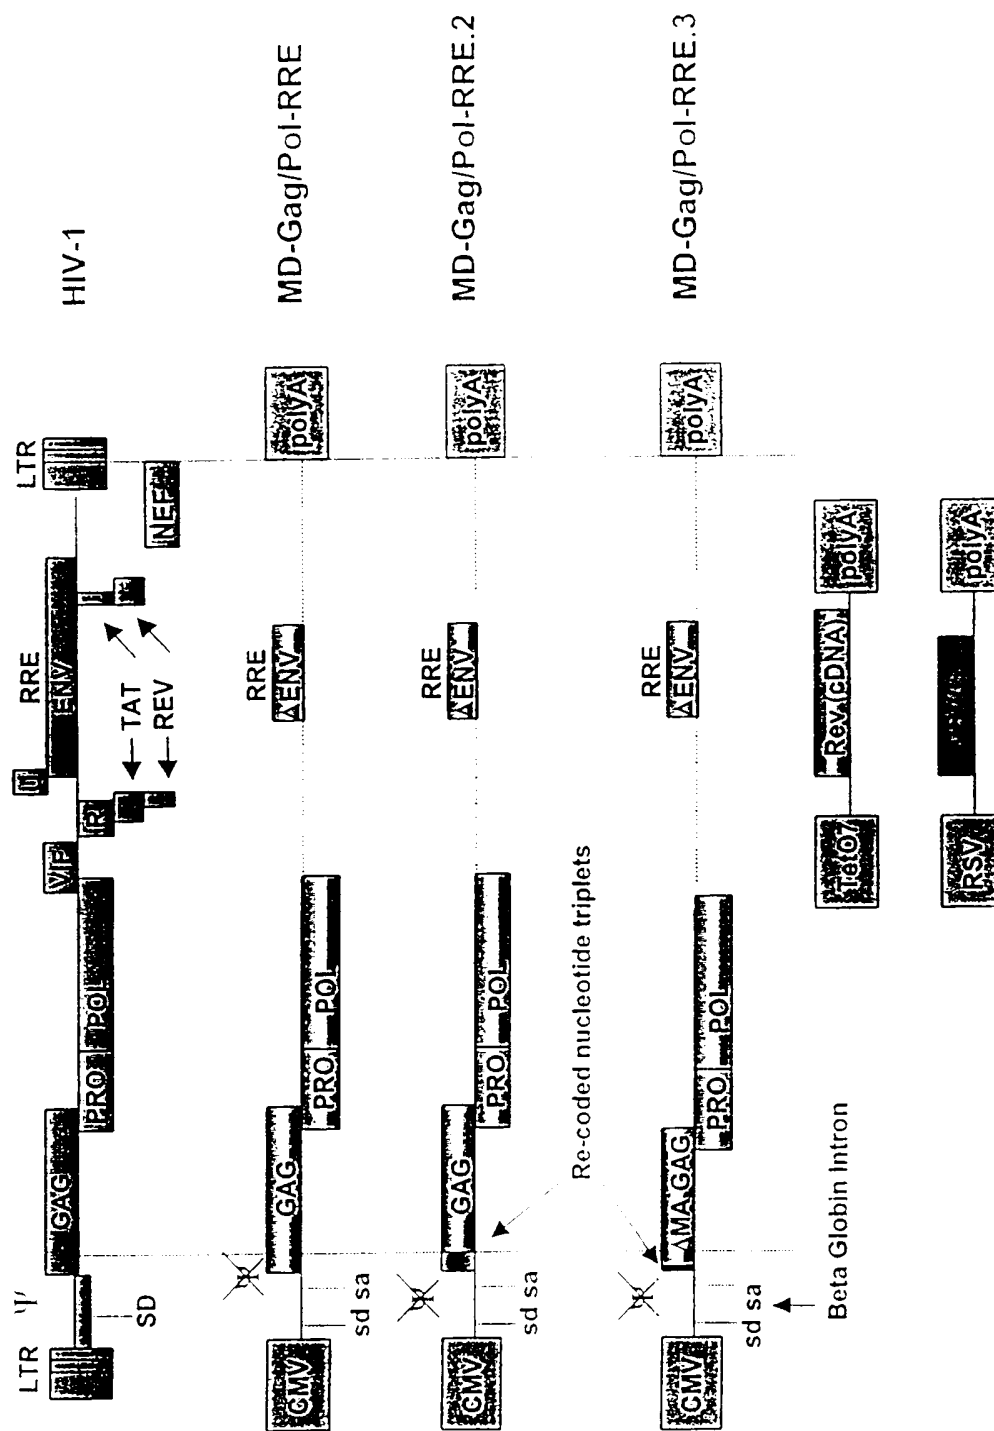 LTR Ψ RRE LTR
GAG ENV HIV-1
VIF U
SD PRO POL R
TAT
REV
NEF
Ψ RRE
CMV GAG ΔENV polyA MD-Gag/Pol-RRE
sd sa PRO POL
Ψ RRE
CMV GAG ΔENV polyA MD-Gag/Pol-RRE.2
sd sa PRO POL
Re-coded nucleotide triplets
Ψ RRE
CMV ΔMA GAG ΔENV polyA MD-Gag/Pol-RRE.3
sd sa PRO POL
Beta Globin Intron
TetO7 Rev (cDNA) polyA
RSV polyA